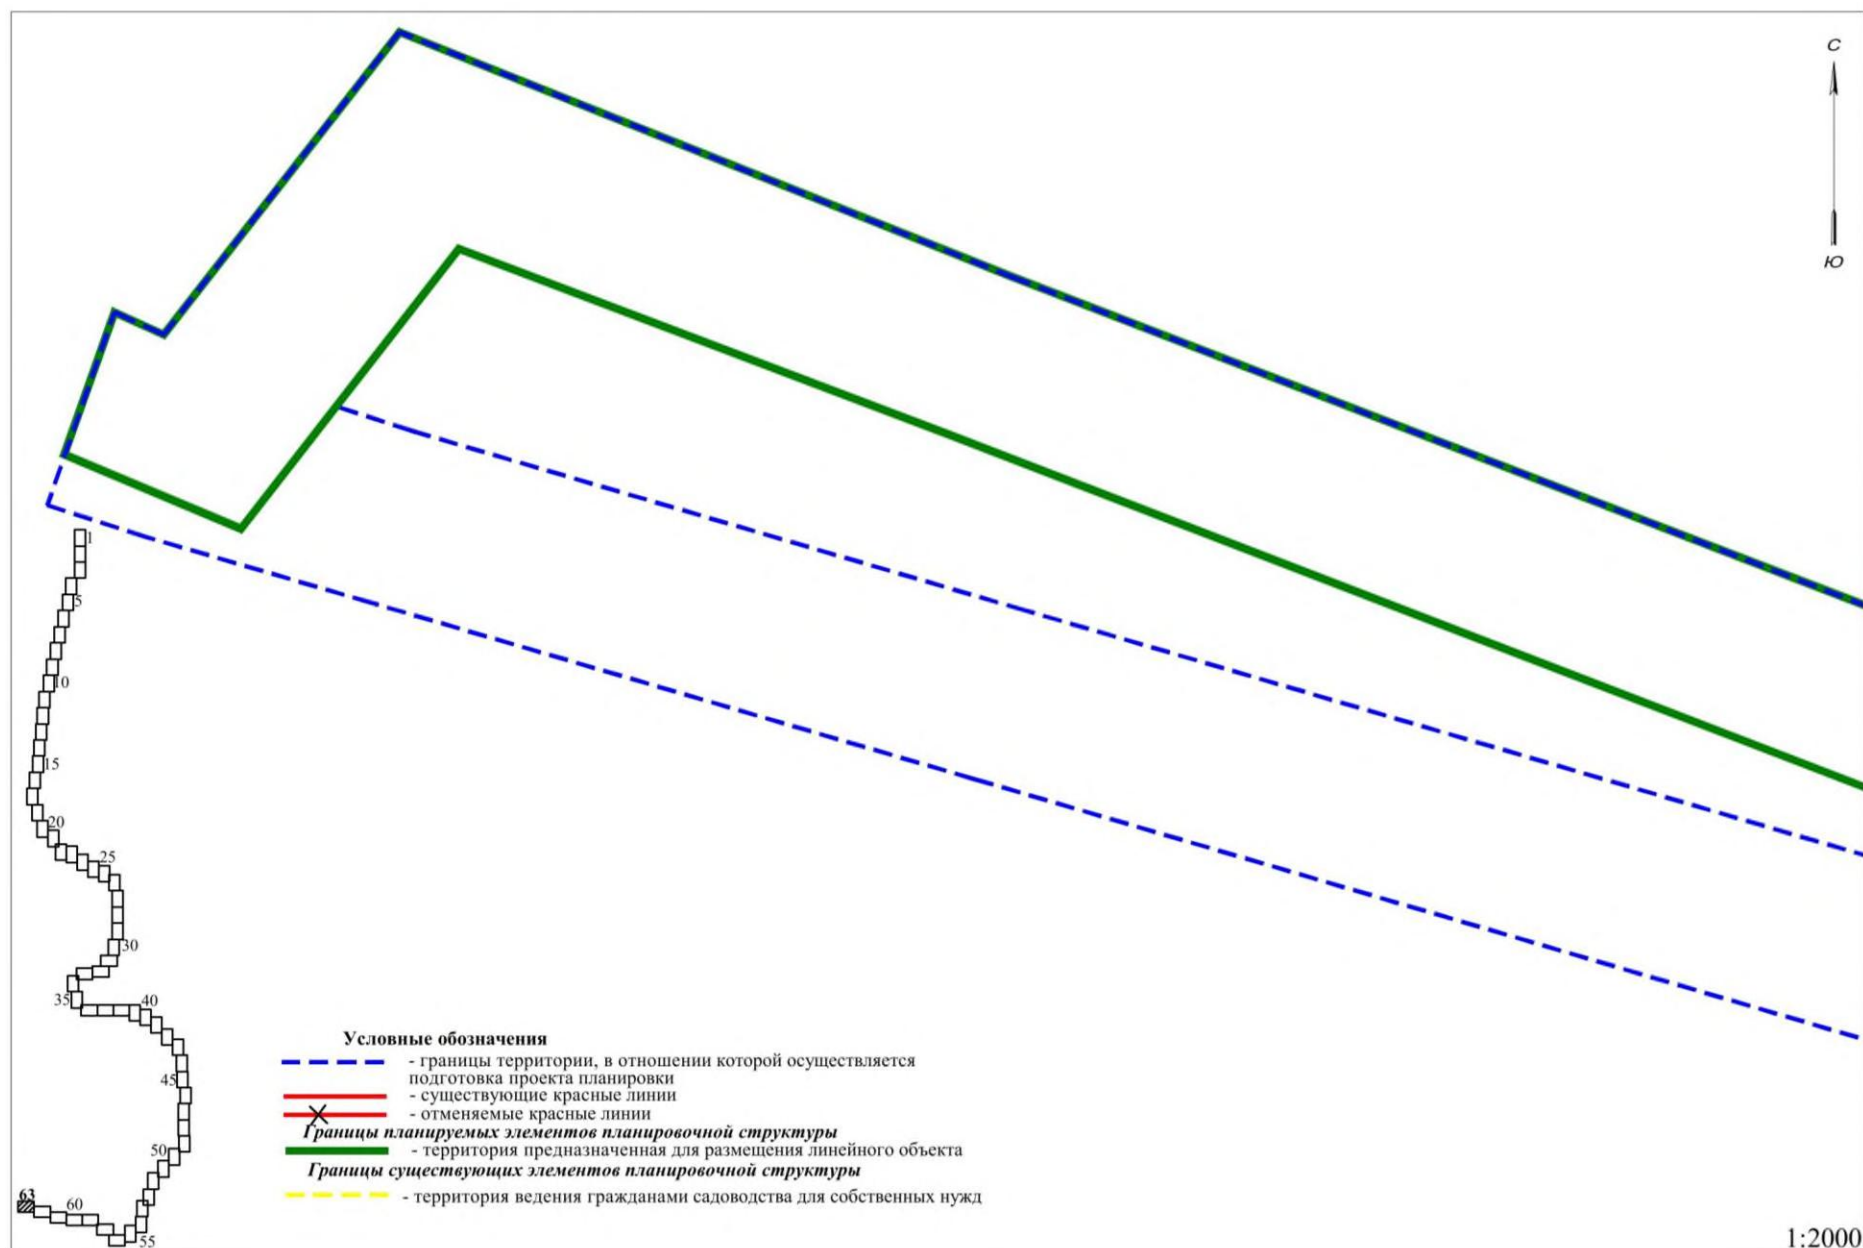 С
Ю
1
5
10
15
20
25
30
35
40
45
50
55
60
63
Условные обозначения
- границы территории, в отношении которой осуществляется
подготовка проекта планировки
- существующие красные линии
- отменяемые красные линии
Границы планируемых элементов планировочной структуры
- территория предназначенная для размещения линейного объекта
Границы существующих элементов планировочной структуры
- территория ведения гражданами садоводства для собственных нужд
1:2000